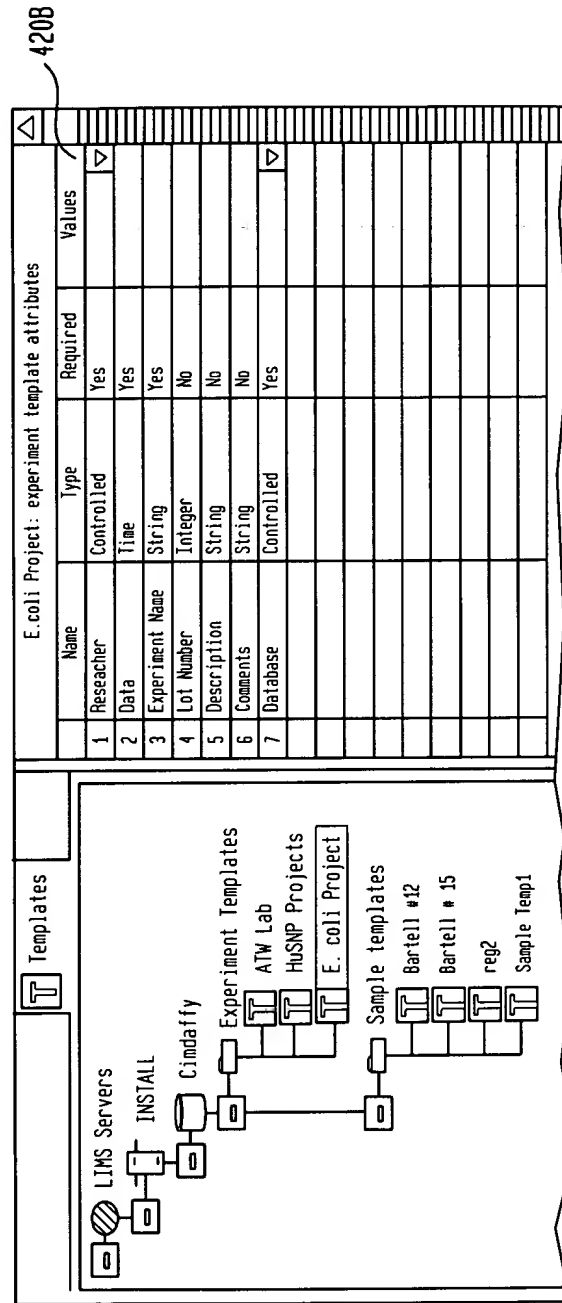 420B
Templates
LIMS Servers
INSTALL
Cimdaffy
Experiment Templates
ATW Lab
HuSNP Projects
E. coli Project
Sample templates
Bartell #12
Bartell # 15
reg2
Sample Temp1
E.coli Project: experiment template attributes
Name Type Required Values
1 Reseacher Controlled Yes
2 Data Time Yes
3 Experiment Name String Yes
4 Lot Number Integer No
5 Description String No
6 Comments String No
7 Database Controlled Yes